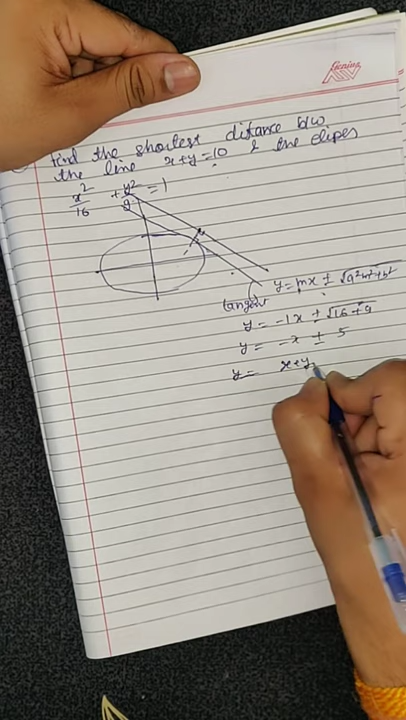 find the shortest distance b/w
the line x+y=10 & the elipes
x²/16 + y²/9 = 1
tangent y = mx ± √a²m²+b²
y = -1x ± √16+9
y = -x ± 5
y = x+y